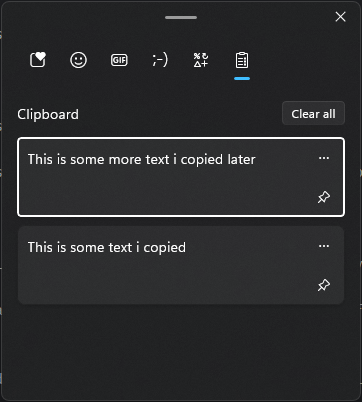 GIF
;-)
Clipboard
Clear all
This is some more text i copied later
This is some text i copied